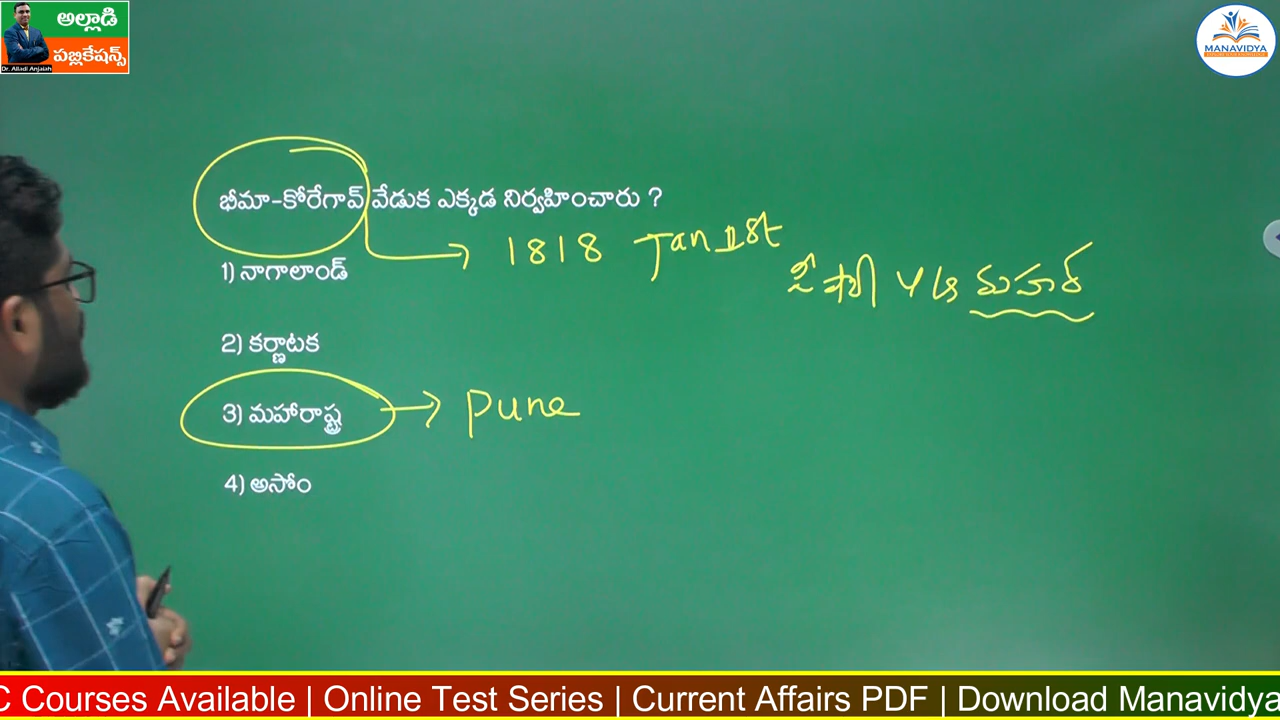 అల్లాడి
పబ్లికేషన్స్
Dr. Alladi Anjaiah
MANAVIDYA
భీమా-కోరేగావ్ వేడుక ఎక్కడ నిర్వహించారు ?
1818 Jan 1st
మహర్
1) నాగాలాండ్
2) కర్ణాటక
3) మహారాష్ట్ర
Pune
4) అసోం
C Courses Available | Online Test Series | Current Affairs PDF | Download Manavidya